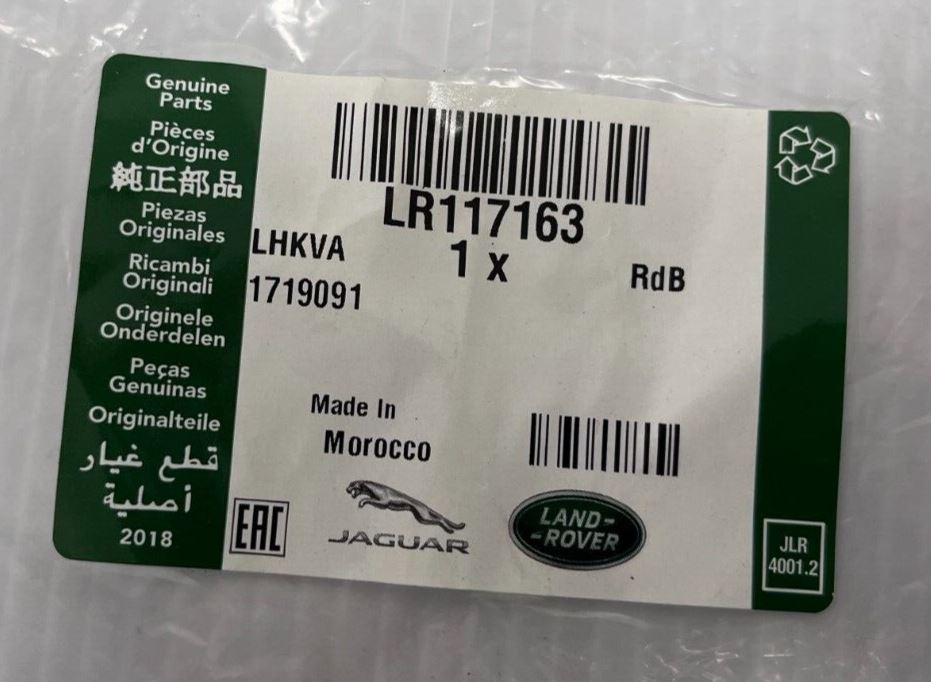 Genuine
Parts
Pièces
d'Origine
純正部品
Piezas
Originales
Ricambi
Originali
Originele
Onderdelen
Peças
Genuinas
Originalteile
قطع غيار
أصلية
2018
LR117163
LHKVA
1 x
RdB
1719091
Made In
Morocco
EAC
JAGUAR
LAND-
-ROVER
JLR
4001.2